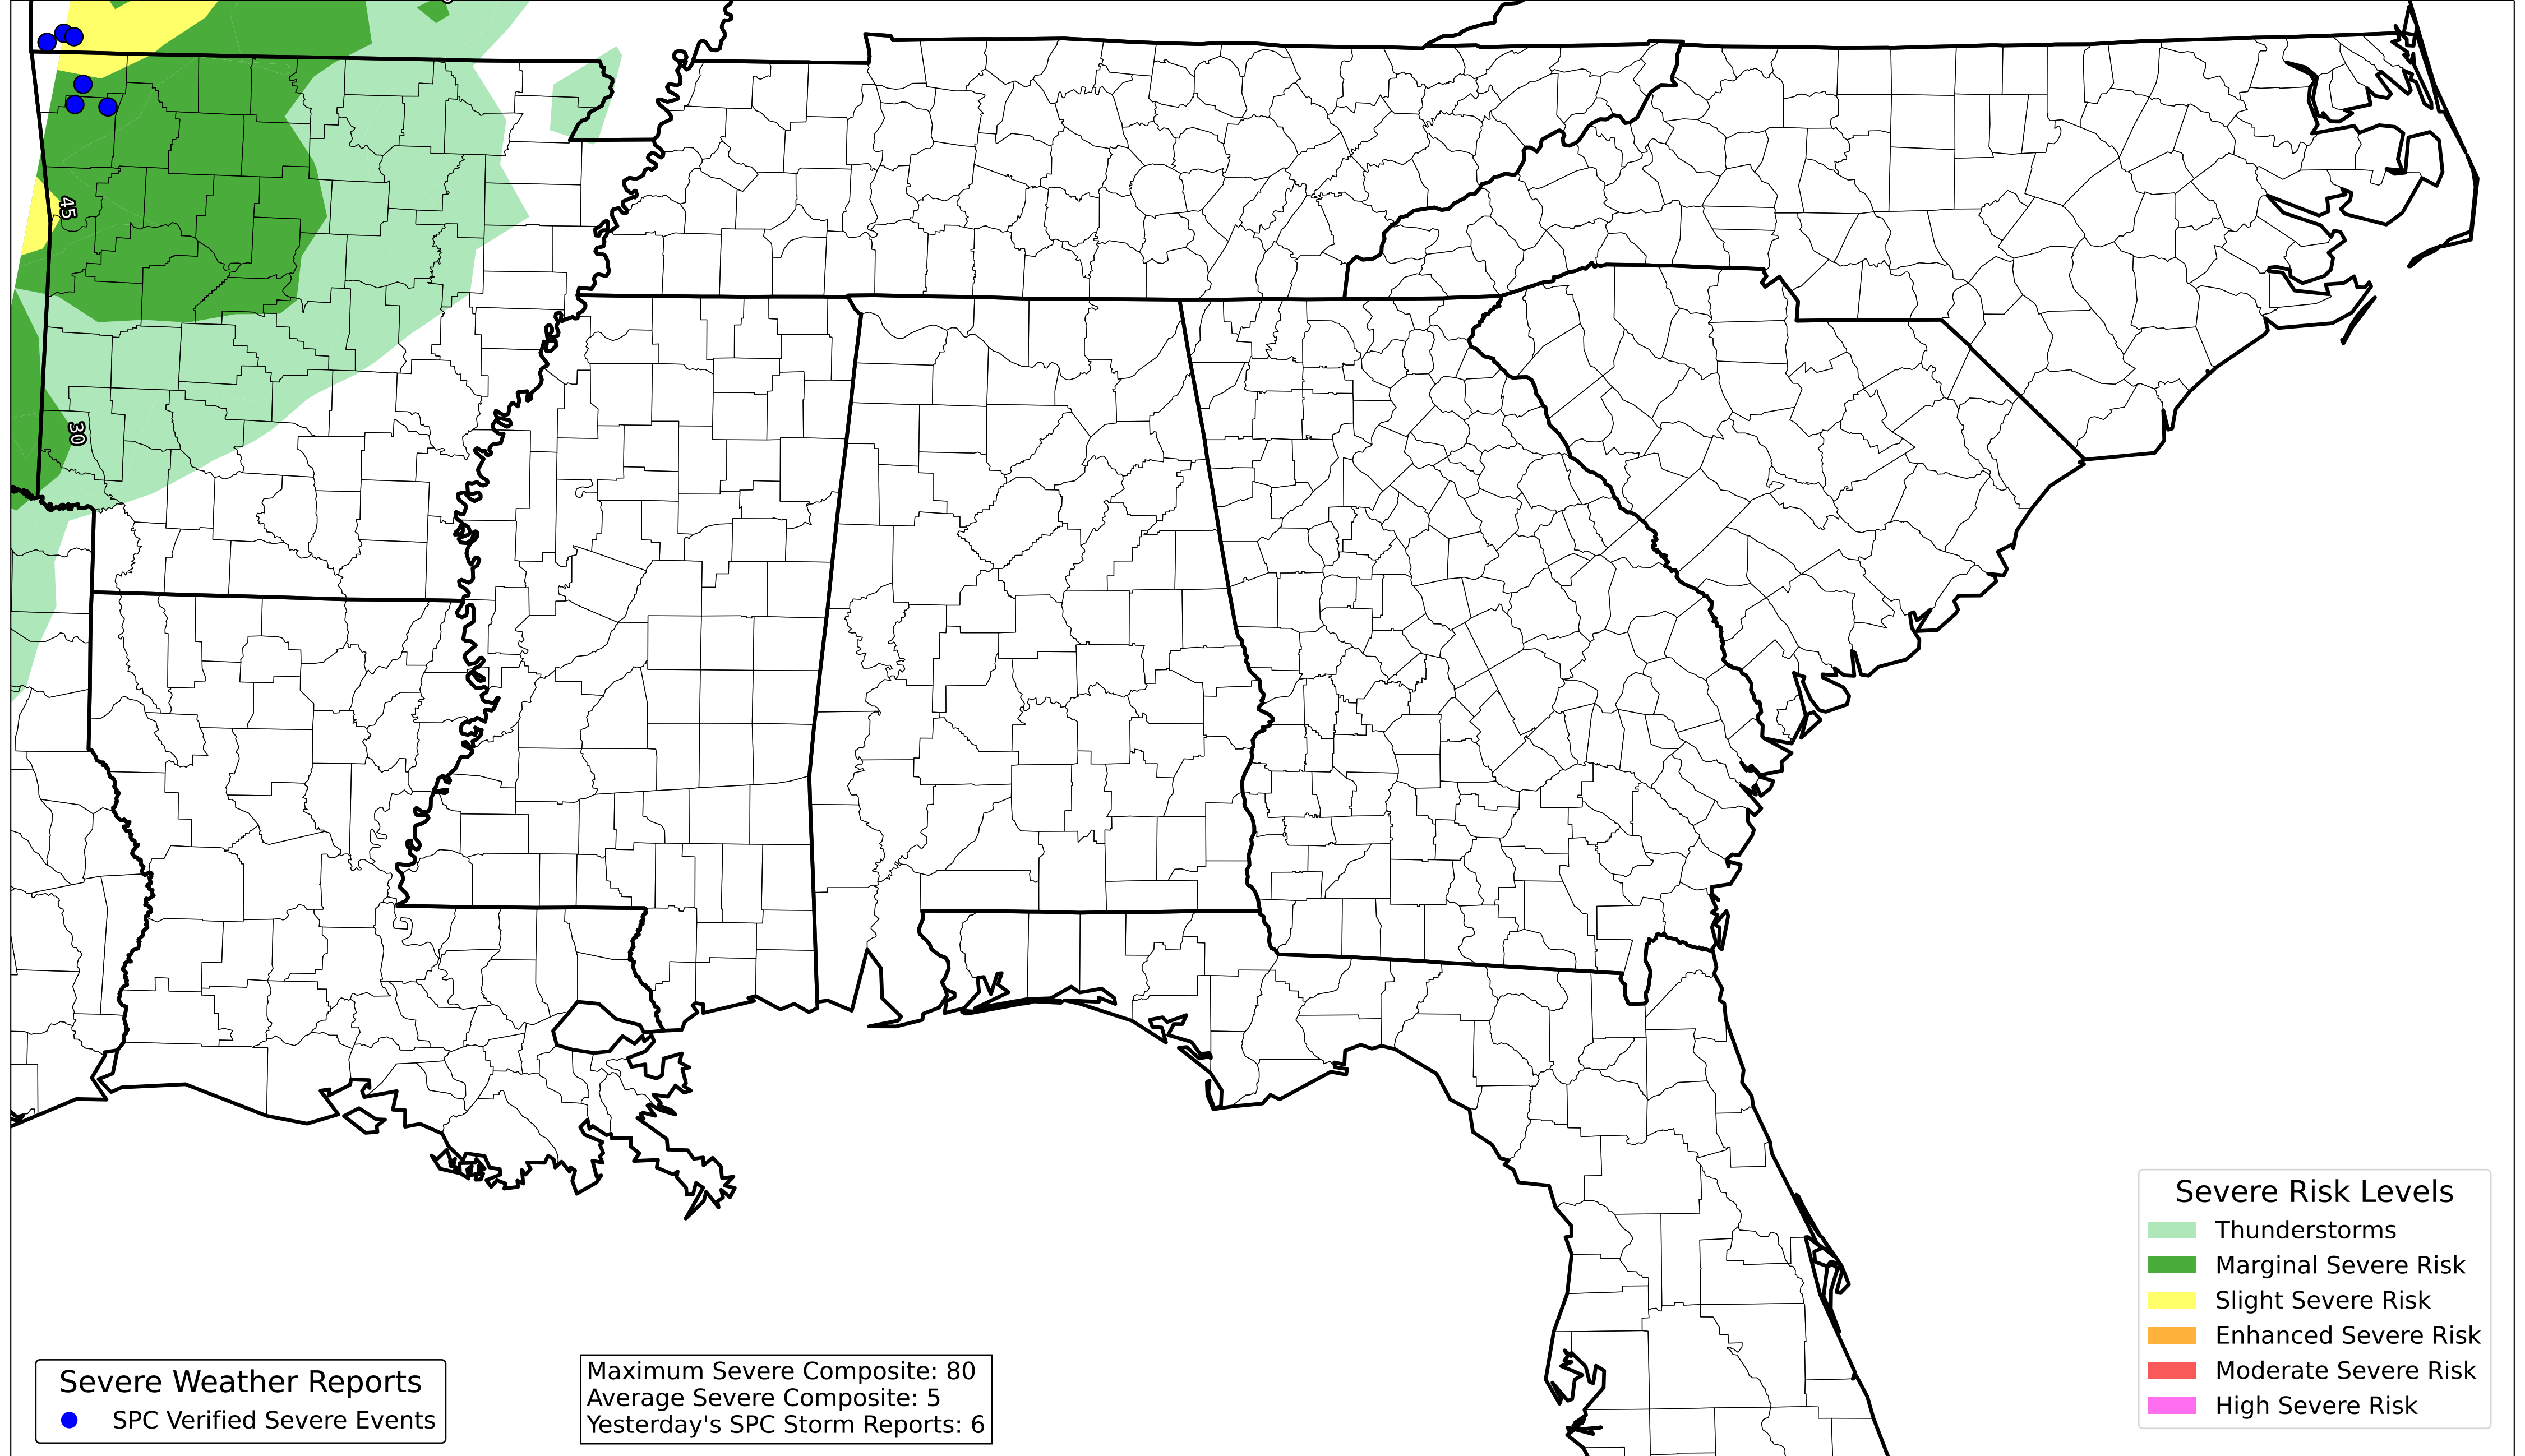 45
30
Severe Risk Levels
Thunderstorms
Marginal Severe Risk
Slight Severe Risk
Enhanced Severe Risk
Moderate Severe Risk
High Severe Risk
Severe Weather Reports
SPC Verified Severe Events
Maximum Severe Composite: 80
Average Severe Composite: 5
Yesterday's SPC Storm Reports: 6